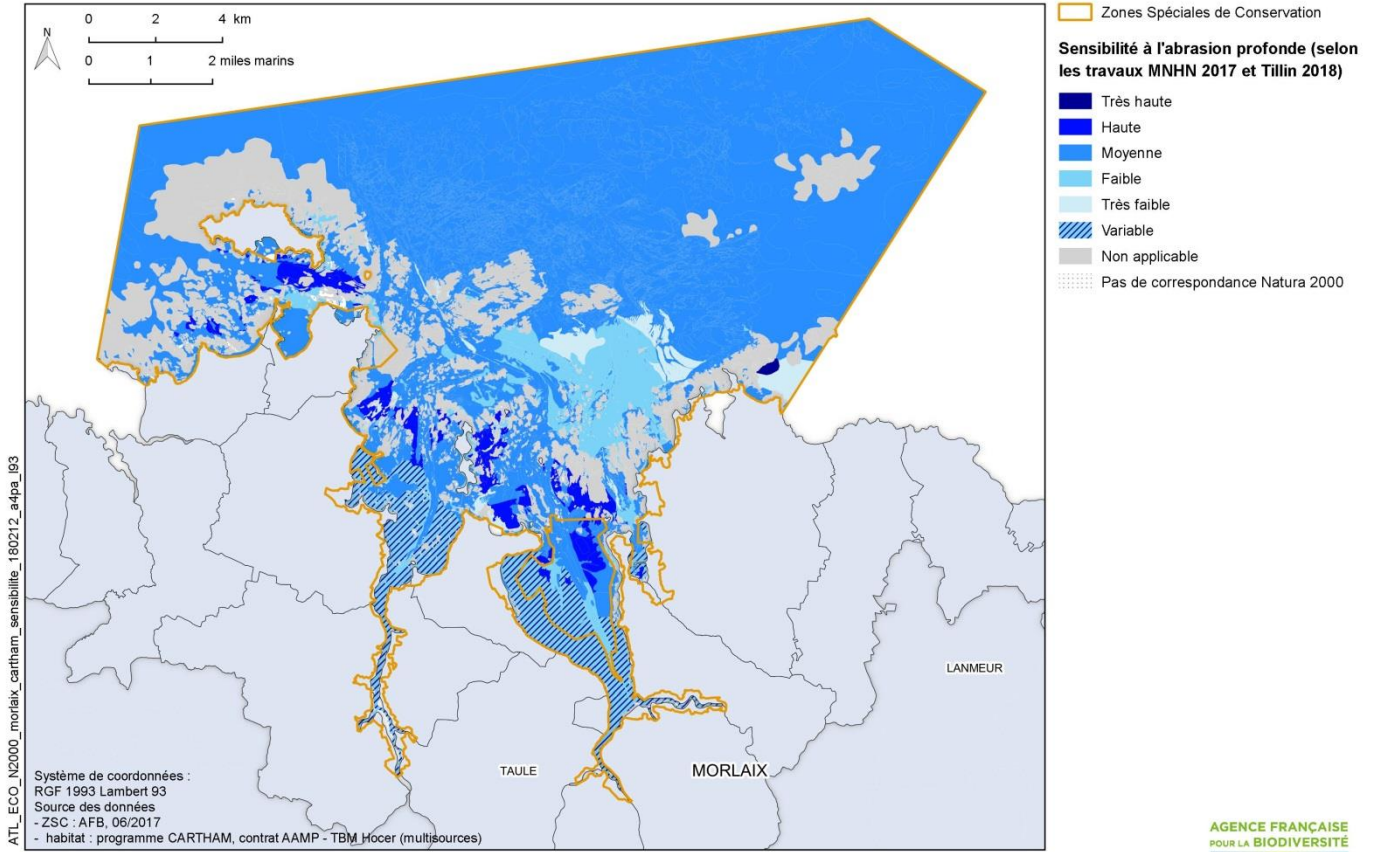 0 2 4 km
N
0 1 2 miles marins
Zones Spéciales de Conservation
Sensibilité à l'abrasion profonde (selon
les travaux MNHN 2017 et Tillin 2018)
Très haute
Haute
Moyenne
Faible
Très faible
Variable
Non applicable
Pas de correspondance Natura 2000
LANMEUR
TAULE
MORLAIX
Système de coordonnées :
RGF 1993 Lambert 93
Source des données
- ZSC : AFB, 06/2017
- habitat : programme CARTHAM, contrat AAMP - TBM Hocer (multisources)
ATL_ECO_N2000_morlaix_cartham_sensibilite_180212_a4pa_l93
AGENCE FRANÇAISE
POUR LA BIODIVERSITÉ